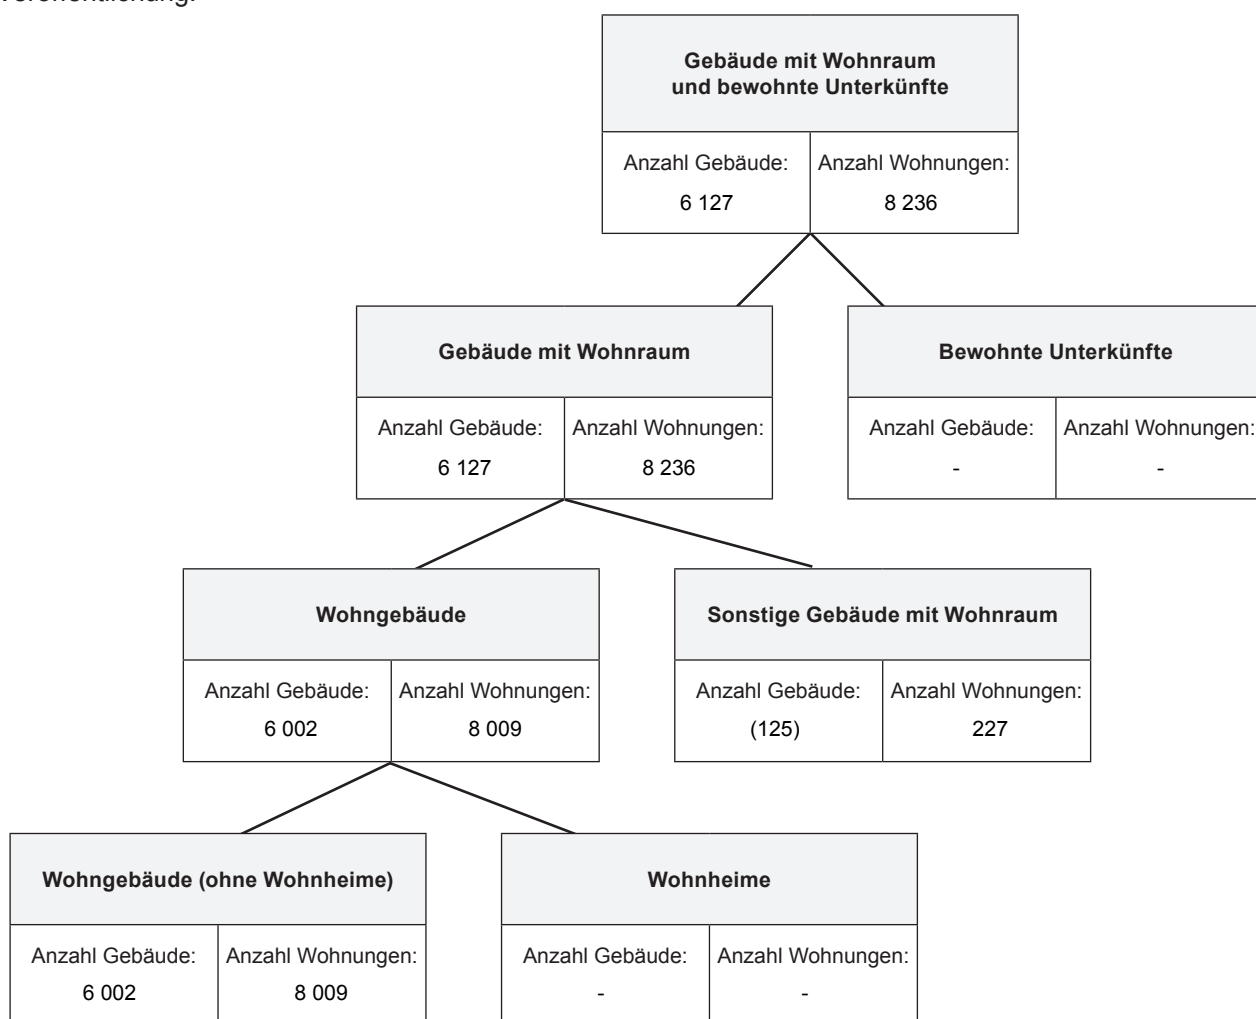 Veröffentlichung.
Gebäude mit Wohnraum
und bewohnte Unterkünfte
Anzahl Gebäude: Anzahl Wohnungen:
6 127 8 236
Gebäude mit Wohnraum Bewohnte Unterkünfte
Anzahl Gebäude: Anzahl Wohnungen: Anzahl Gebäude: Anzahl Wohnungen:
6 127 8 236 - -
Wohngebäude Sonstige Gebäude mit Wohnraum
Anzahl Gebäude: Anzahl Wohnungen: Anzahl Gebäude: Anzahl Wohnungen:
6 002 8 009 (125) 227
Wohngebäude (ohne Wohnheime) Wohnheime
Anzahl Gebäude: Anzahl Wohnungen: Anzahl Gebäude: Anzahl Wohnungen:
6 002 8 009 - -